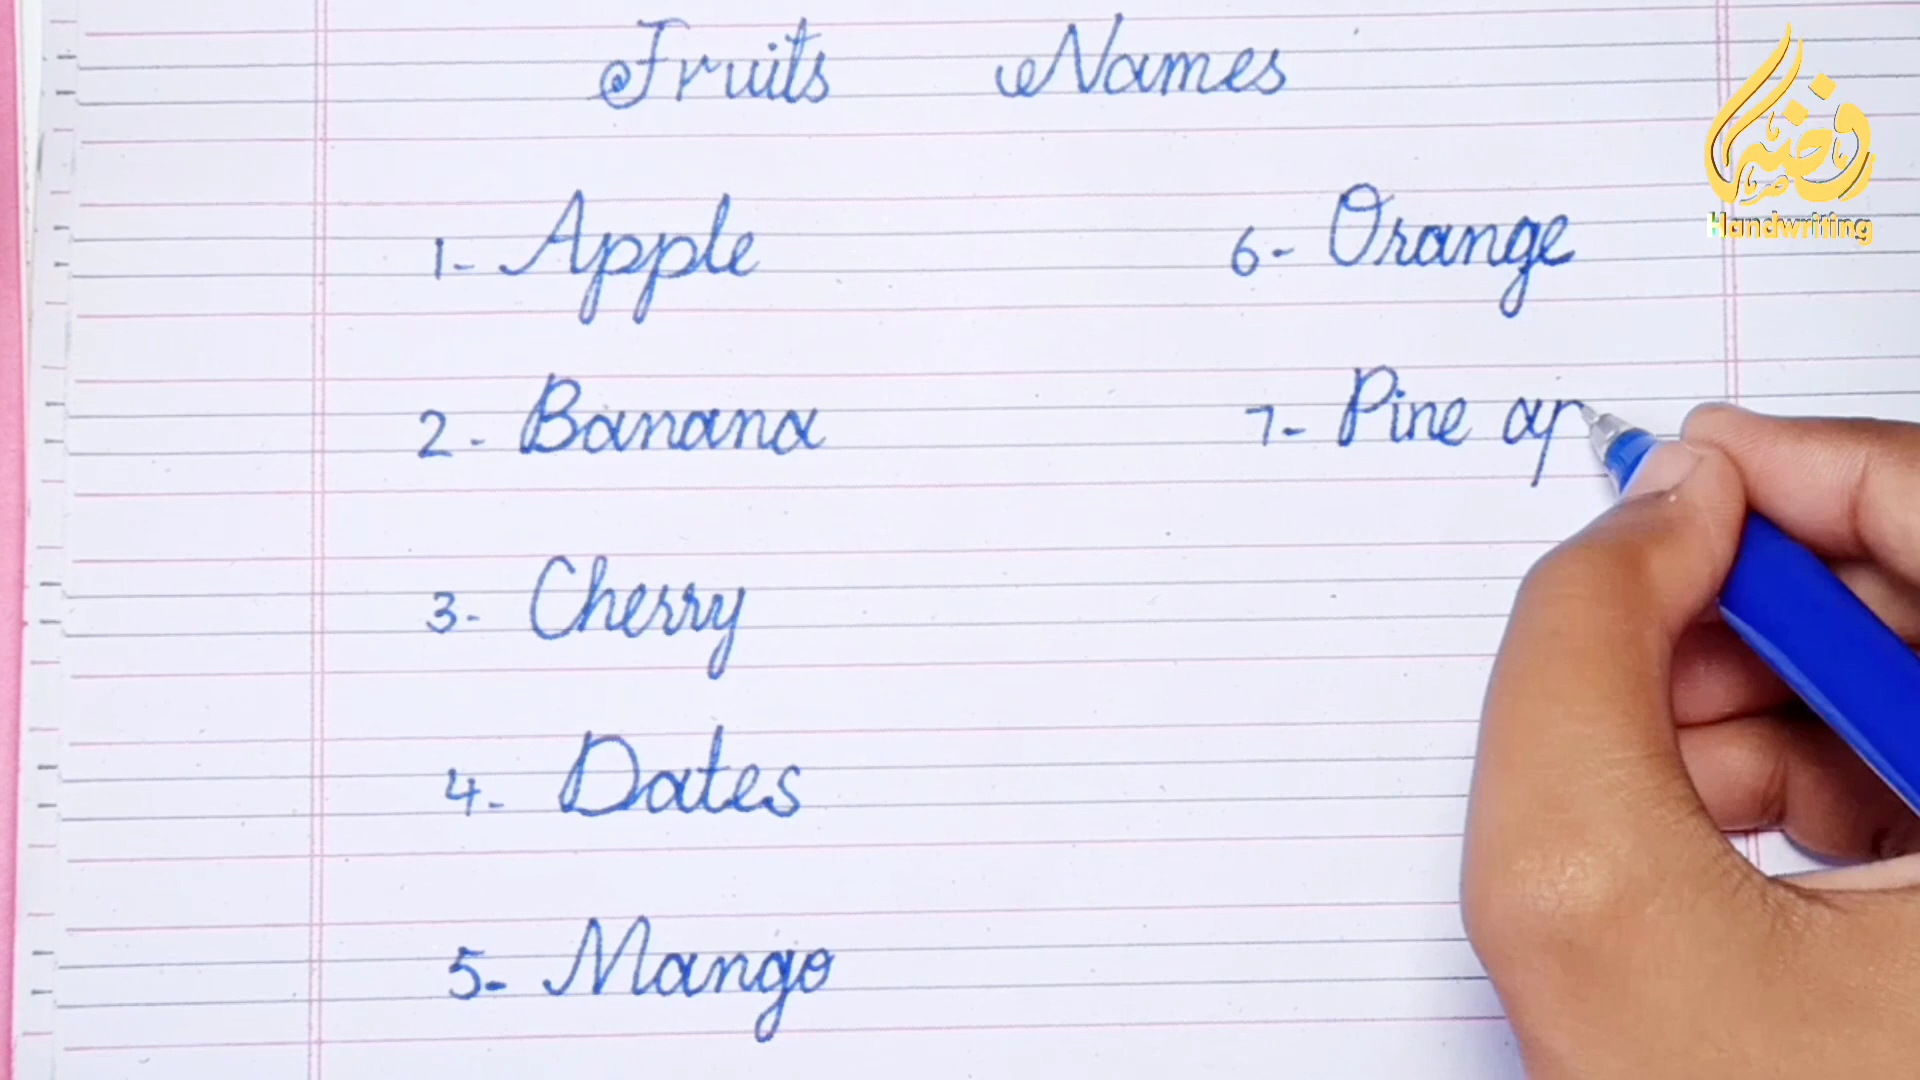 Fruits Names
1- Apple
2- Banana
3- Cherry
4- Dates
5- Mango
6- Orange
7- Pine ap
Handwriting